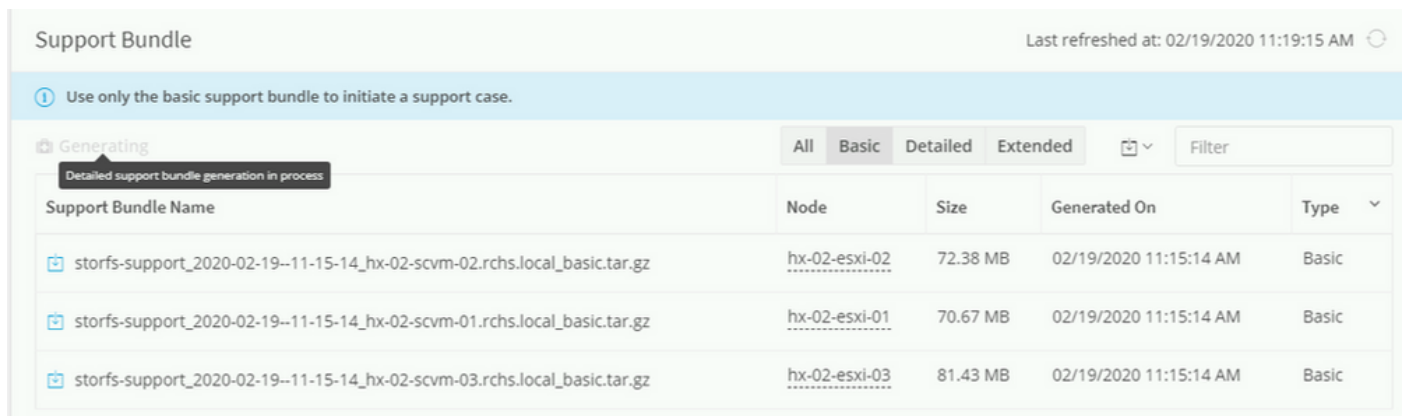 Support Bundle Last refreshed at: 02/19/2020 11:19:15 AM
Use only the basic support bundle to initiate a support case.
Generating All Basic Detailed Extended Filter
Detailed support bundle generation in process
Support Bundle Name Node Size Generated On Type
storfs-support_2020-02-19--11-15-14_hx-02-scvm-02.rchs.local_basic.tar.gz hx-02-esxi-02 72.38 MB 02/19/2020 11:15:14 AM Basic
storfs-support_2020-02-19--11-15-14_hx-02-scvm-01.rchs.local_basic.tar.gz hx-02-esxi-01 70.67 MB 02/19/2020 11:15:14 AM Basic
storfs-support_2020-02-19--11-15-14_hx-02-scvm-03.rchs.local_basic.tar.gz hx-02-esxi-03 81.43 MB 02/19/2020 11:15:14 AM Basic